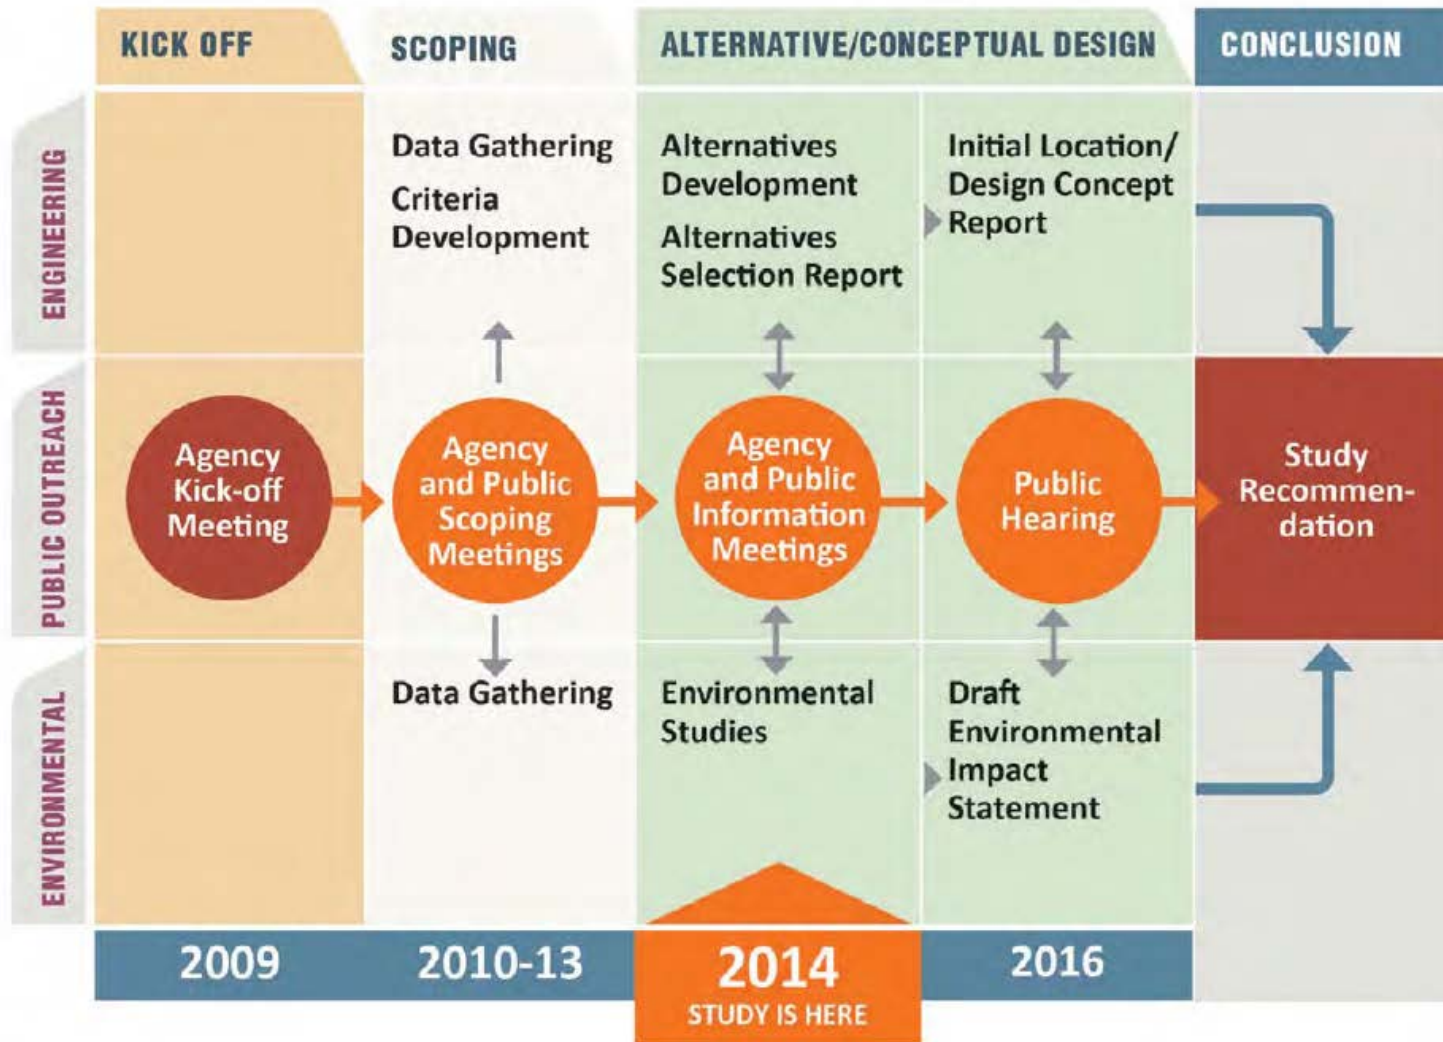 KICK OFF
SCOPING
ALTERNATIVE/CONCEPTUAL DESIGN
CONCLUSION
ENGINEERING
Data Gathering
Criteria
Development
Alternatives
Development
Alternatives
Selection Report
Initial Location/
Design Concept
Report
PUBLIC OUTREACH
Agency
Kick-off
Meeting
Agency
and Public
Scoping
Meetings
Agency
and Public
Information
Meetings
Public
Hearing
Study
Recommen-
dation
ENVIRONMENTAL
Data Gathering
Environmental
Studies
Draft
Environmental
Impact
Statement
2009
2010-13
2014
STUDY IS HERE
2016